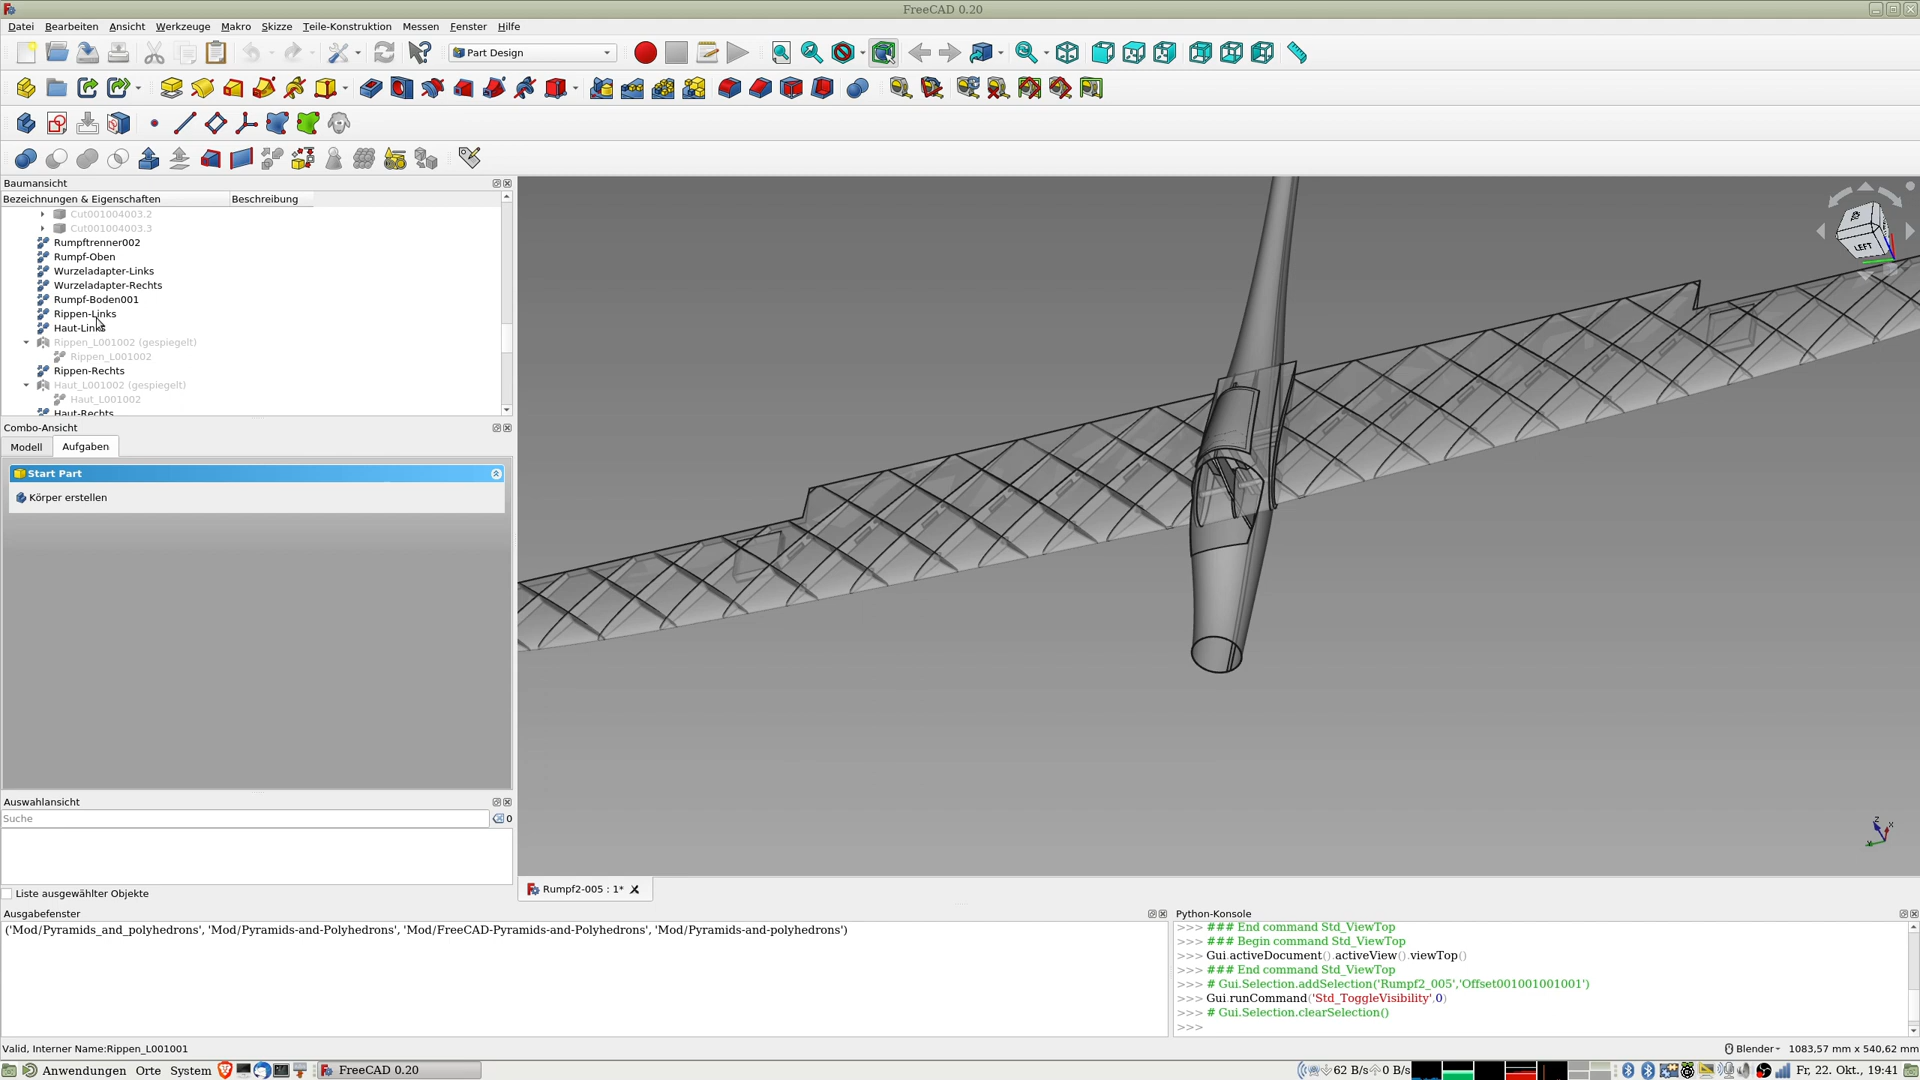 FreeCAD 0.20
Datei Bearbeiten Ansicht Werkzeuge Makro Skizze Teile-Konstruktion Messen Fenster Hilfe
Part Design
Baumansicht
Bezeichnungen & Eigenschaften Beschreibung
Cut001004003.2
Cut001004003.3
Rumpftrenner002
Rumpf-Oben
Wurzeladapter-Links
Wurzeladapter-Rechts
Rumpf-Boden001
Rippen-Links
Haut-Links
Rippen_L001002 (gespiegelt)
Rippen_L001002
Rippen-Rechts
Haut_L001002 (gespiegelt)
Haut_L001002
Haut-Rechts
LEFT
Combo-Ansicht
Modell Aufgaben
Start Part
Körper erstellen
Auswahlansicht
Suche 0
Liste ausgewählter Objekte
Z X Y
Rumpf2-005 : 1*
Ausgabefenster
('Mod/Pyramids_and_polyhedrons', 'Mod/Pyramids-and-Polyhedrons', 'Mod/FreeCAD-Pyramids-and-Polyhedrons', 'Mod/Pyramids-and-polyhedrons')
Python-Konsole
>>> ### End command Std_ViewTop
>>> ### Begin command Std_ViewTop
>>> Gui.activeDocument().activeView().viewTop()
>>> ### End command Std_ViewTop
>>> # Gui.Selection.addSelection('Rumpf2_005','Offset001001001001')
>>> Gui.runCommand('Std_ToggleVisibility',0)
>>> # Gui.Selection.clearSelection()
>>>
Valid, Interner Name:Rippen_L001001
Blender 1083,57 mm x 540,62 mm
Anwendungen Orte System FreeCAD 0.20 62 B/s 0 B/s Fr, 22. Okt., 19:41